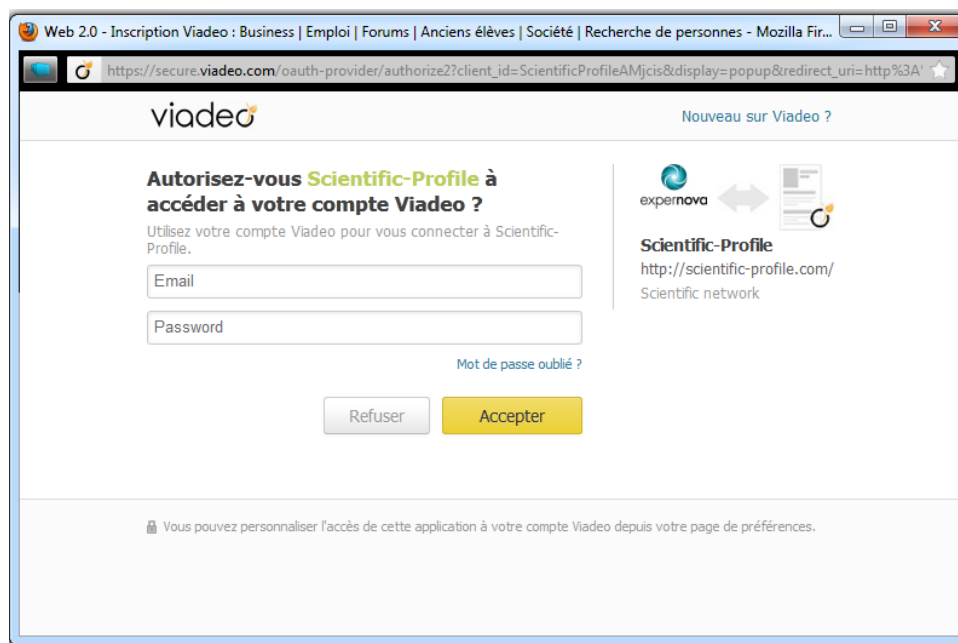 Web 2.0 - Inscription Viadeo : Business | Emploi | Forums | Anciens élèves | Société | Recherche de personnes - Mozilla Fir...
https://secure.viadeo.com/oauth-provider/authorize2?client_id=ScientificProfileAMjcis&display=popup&redirect_uri=http%3A'
viadeo
Nouveau sur Viadeo ?
Autorisez-vous Scientific-Profile à
accéder à votre compte Viadeo ?
Utilisez votre compte Viadeo pour vous connecter à Scientific-
Profile.
Email
Password
Mot de passe oublié ?
Refuser
Accepter
expernova
Scientific-Profile
http://scientific-profile.com/
Scientific network
Vous pouvez personnaliser l'accès de cette application à votre compte Viadeo depuis votre page de préférences.